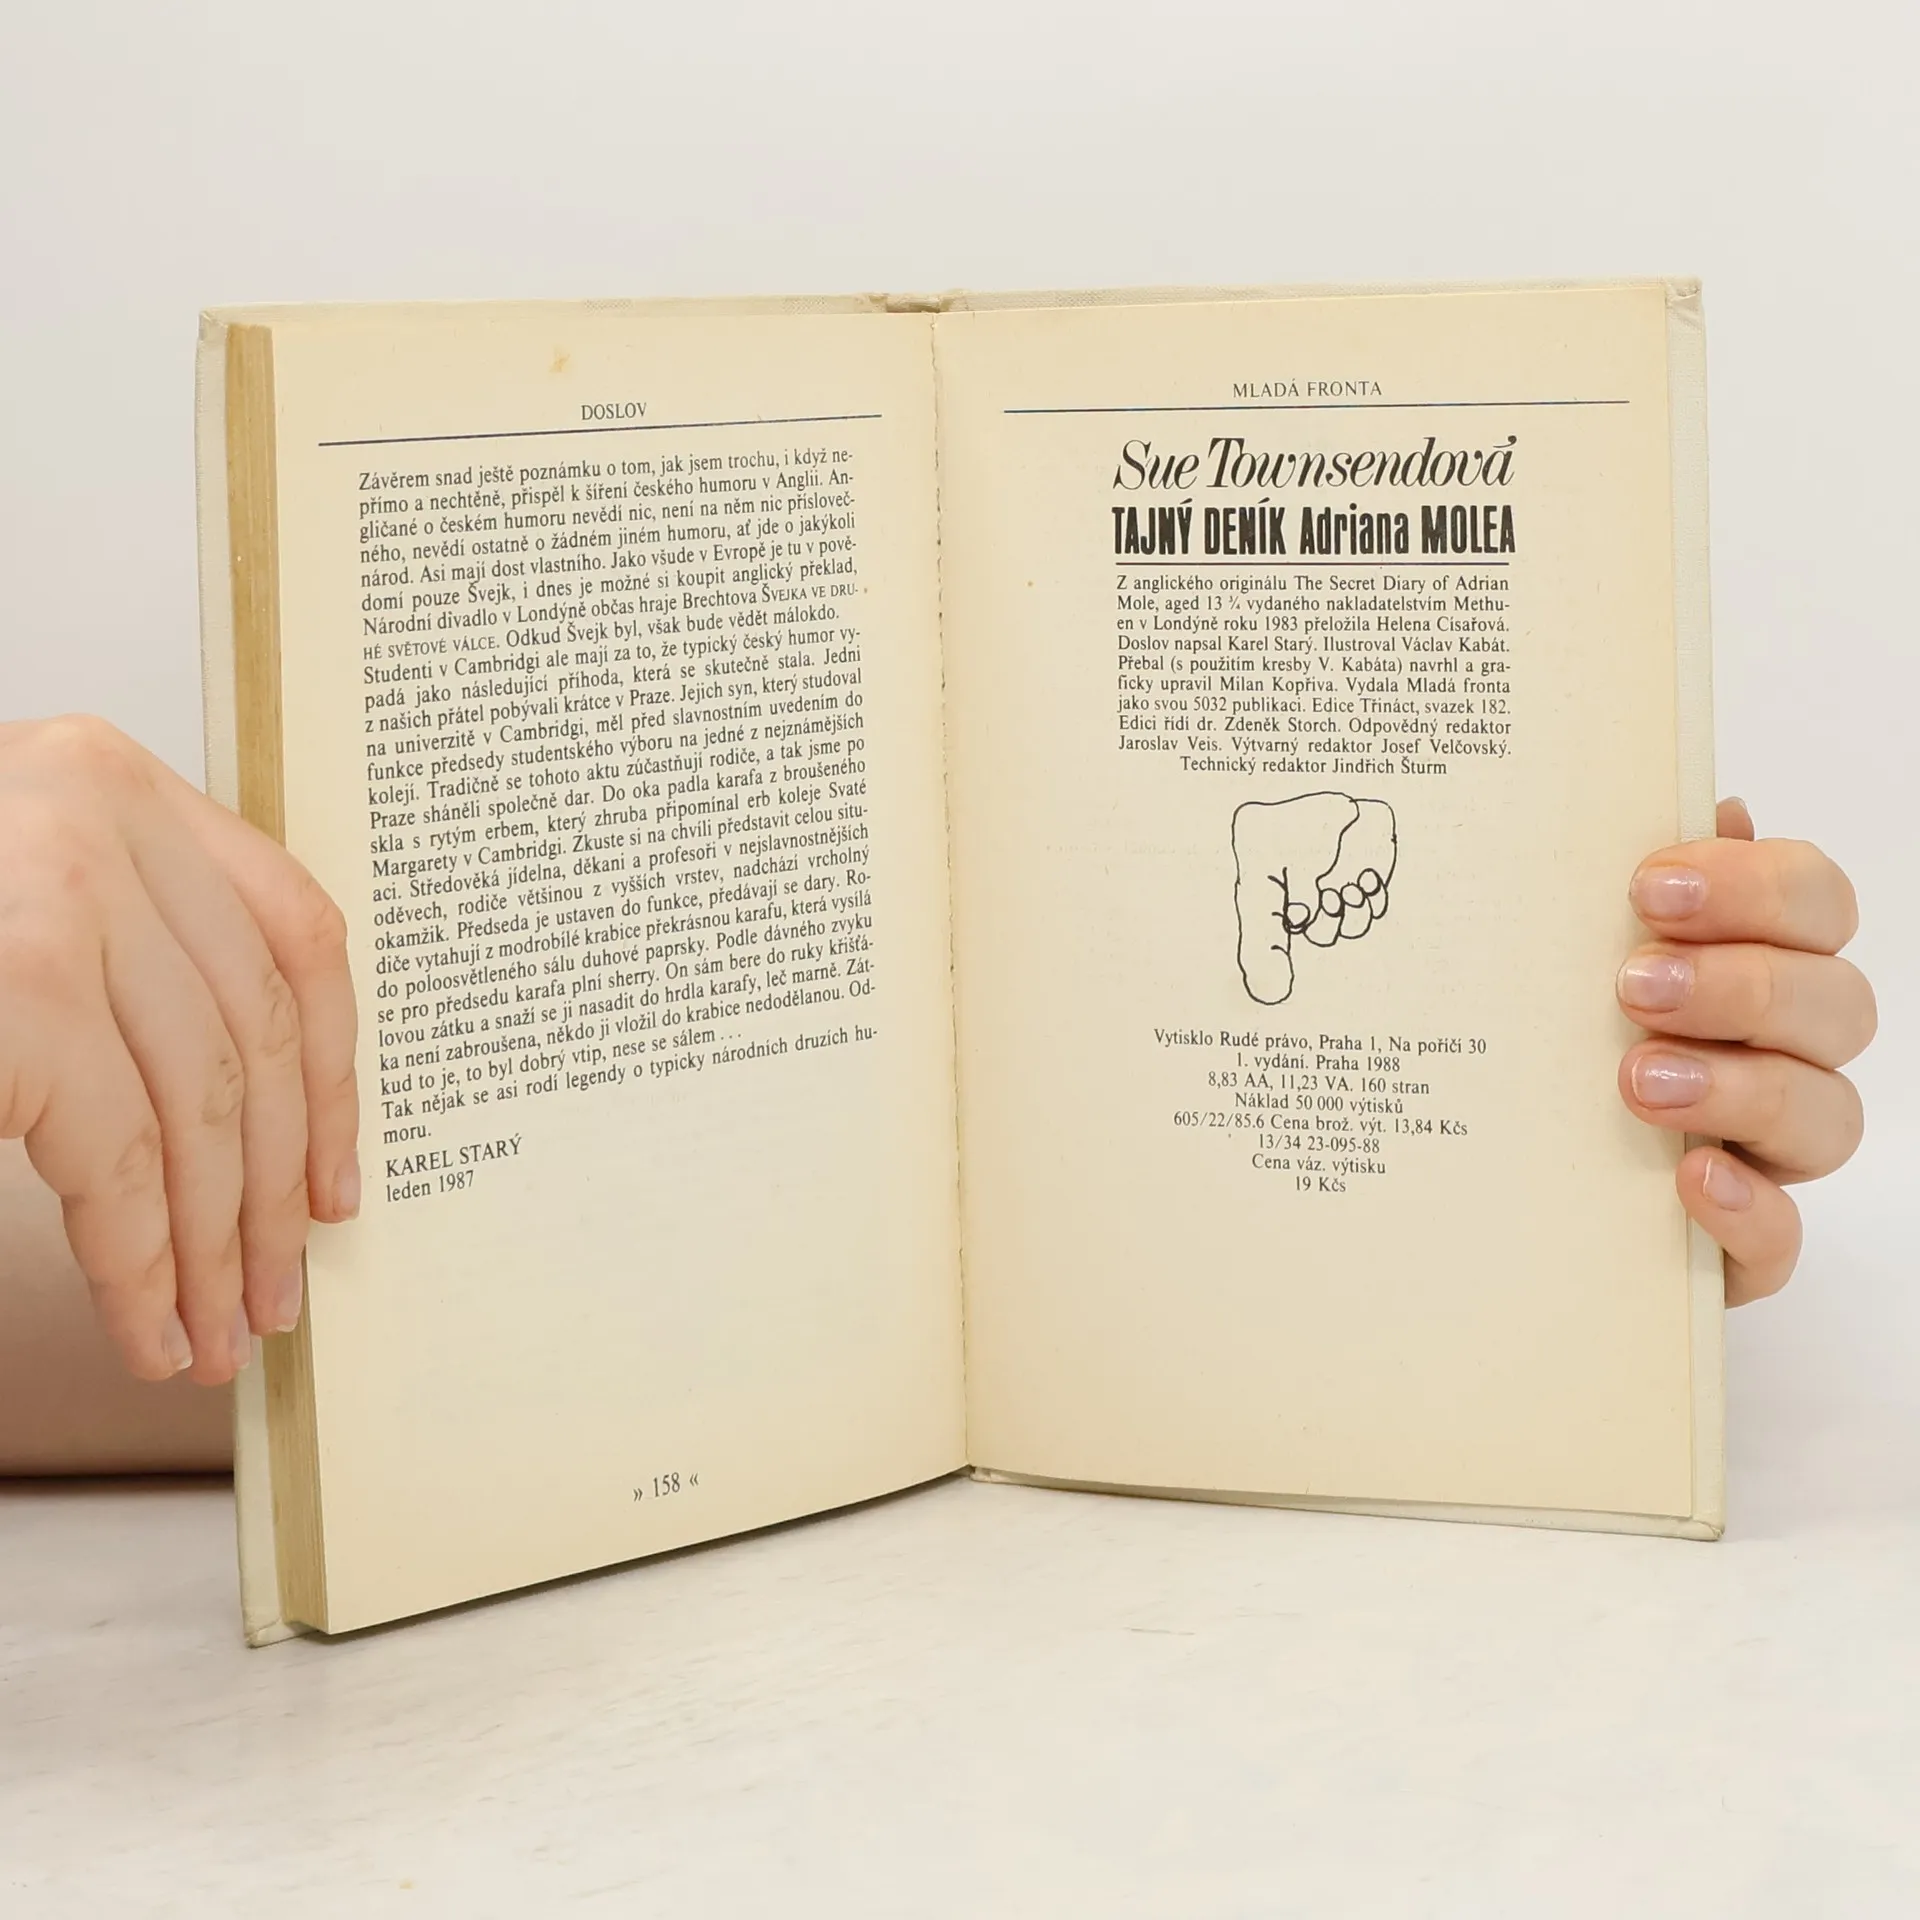 DOSLOV
Závěrem snad ještě poznámku o tom, jak jsem trochu, i když ne-
přímo a nechtěně, přispěl k šíření českého humoru v Anglii. An-
gličané o českém humoru nevědí nic, není na něm nic přísloveč-
ného, nevědí ostatně o žádném jiném humoru, ať jde o jakýkoli
národ. Asi mají dost vlastního. Jako všude v Evropě je tu v pově-
domí pouze Švejk, i dnes je možné si koupit anglický překlad,
Národní divadlo v Londýně občas hraje Brechtova ŠVEJKA VE DRU-
HÉ SVĚTOVÉ VÁLCE. Odkud Švejk byl, však bude vědět málokdo.
Studenti v Cambridgi ale mají za to, že typický český humor vy-
padá jako následující příhoda, která se skutečně stala. Jedni
z našich přátel pobývali krátce v Praze. Jejich syn, který studoval
na univerzitě v Cambridgi, měl před slavnostním uvedením do
funkce předsedy studentského výboru na jedné z nejznámějších
kolejí. Tradičně se tohoto aktu zúčastňují rodiče, a tak jsme po
Praze sháněli společně dar. Do oka padla karafa z broušeného
skla s rytým erbem, který zhruba připomínal erb koleje Svaté
Margarety v Cambridgi. Zkuste si na chvíli představit celou situ-
aci. Středověká jídelna, děkani a profesoři v nejslavnostnějších
oděvech, rodiče většinou z vyšších vrstev, nadchází vrcholný
okamžik. Předseda je ustaven do funkce, předávají se dary. Ro-
diče vytahují z modrobílé krabice překrásnou karafu, která vysílá
do poloosvětleného sálu duhové paprsky. Podle dávného zvyku
se pro předsedu karafa plní sherry. On sám bere do ruky křišťá-
lovou zátku a snaží se ji nasadit do hrdla karafy, leč marně. Zát-
ka není zabroušena, někdo ji vložil do krabice nedodělanou. Od-
kud to je, to byl dobrý vtip, nese se sálem . . .
Tak nějak se asi rodí legendy o typicky národních druzích hu-
moru.
KAREL STARÝ
leden 1987
» 158 «
MLADÁ FRONTA
Sue Townsendová
TAJNÝ DENÍK Adriana MOLEA
Z anglického originálu The Secret Diary of Adrian
Mole, aged 13 ¾ vydaného nakladatelstvím Methu-
en v Londýně roku 1983 přeložila Helena Císařová.
Doslov napsal Karel Starý. Ilustroval Václav Kabát.
Přebal (s použitím kresby V. Kabáta) navrhl a gra-
ficky upravil Milan Kopřiva. Vydala Mladá fronta
jako svou 5032 publikaci. Edice Třináct, svazek 182.
Edici řídí dr. Zdeněk Storch. Odpovědný redaktor
Jaroslav Veis. Výtvarný redaktor Josef Velčovský.
Technický redaktor Jindřich Šturm
Vytisklo Rudé právo, Praha 1, Na poříčí 30
1. vydání. Praha 1988
8,83 AA, 11,23 VA. 160 stran
Náklad 50 000 výtisků
605/22/85.6 Cena brož. výt. 13,84 Kčs
13/34 23-095-88
Cena váz. výtisku
19 Kčs